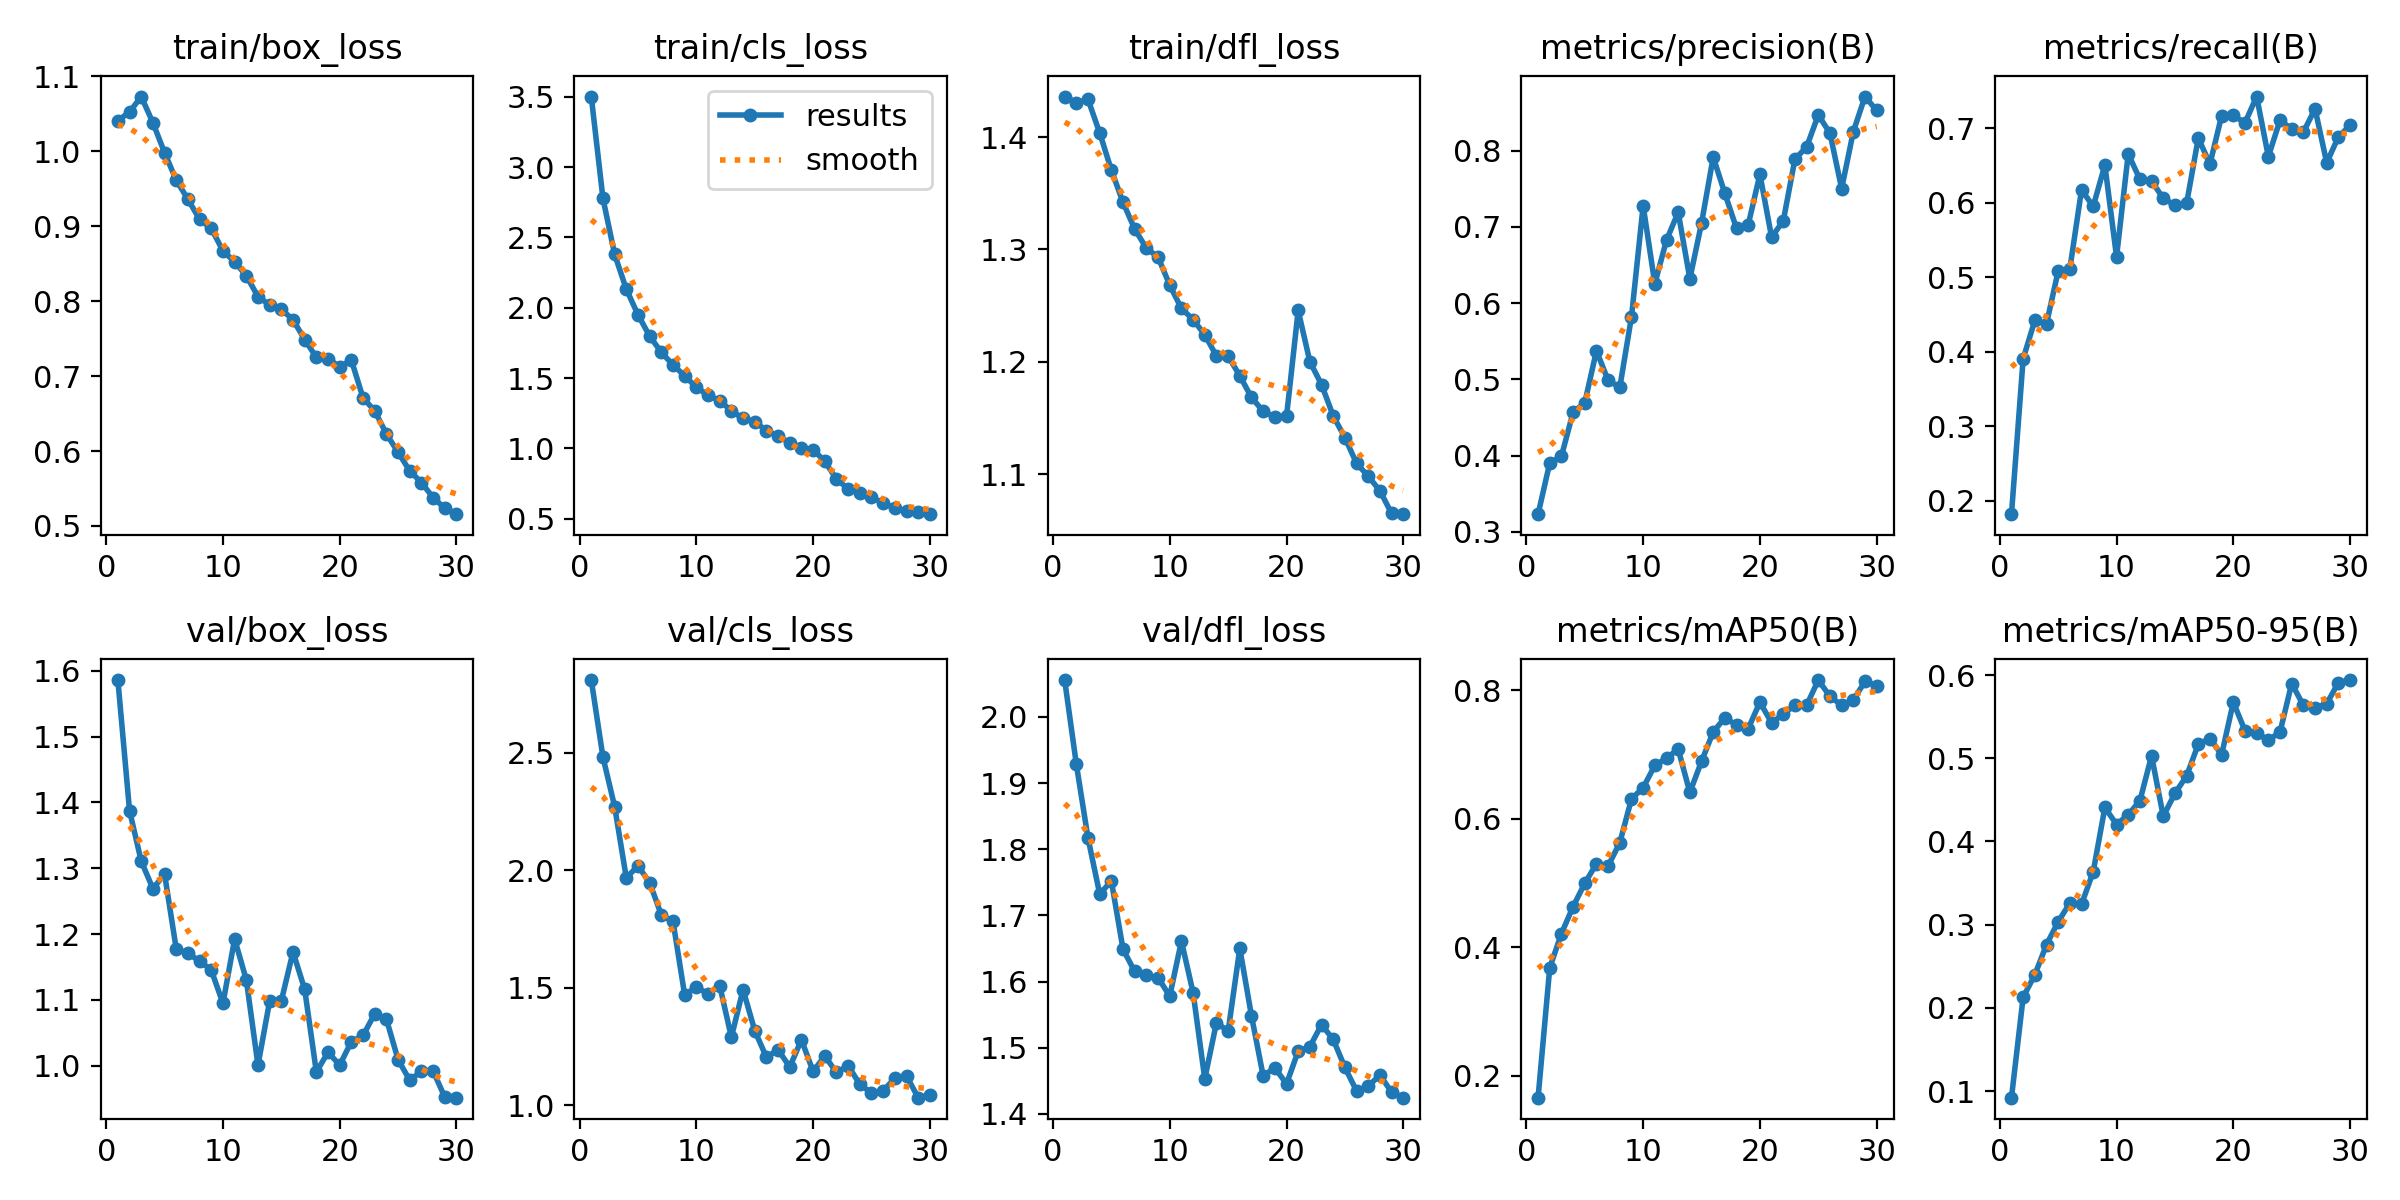 train/box_loss
1.1
1.0
0.9
0.8
0.7
0.6
0.5
0 10 20 30
train/cls_loss
results
smooth
3.5
3.0
2.5
2.0
1.5
1.0
0.5
0 10 20 30
train/dfl_loss
1.4
1.3
1.2
1.1
0 10 20 30
metrics/precision(B)
0.8
0.7
0.6
0.5
0.4
0.3
0 10 20 30
metrics/recall(B)
0.7
0.6
0.5
0.4
0.3
0.2
0 10 20 30
val/box_loss
1.6
1.5
1.4
1.3
1.2
1.1
1.0
0 10 20 30
val/cls_loss
2.5
2.0
1.5
1.0
0 10 20 30
val/dfl_loss
2.0
1.9
1.8
1.7
1.6
1.5
1.4
0 10 20 30
metrics/mAP50(B)
0.8
0.6
0.4
0.2
0 10 20 30
metrics/mAP50-95(B)
0.6
0.5
0.4
0.3
0.2
0.1
0 10 20 30